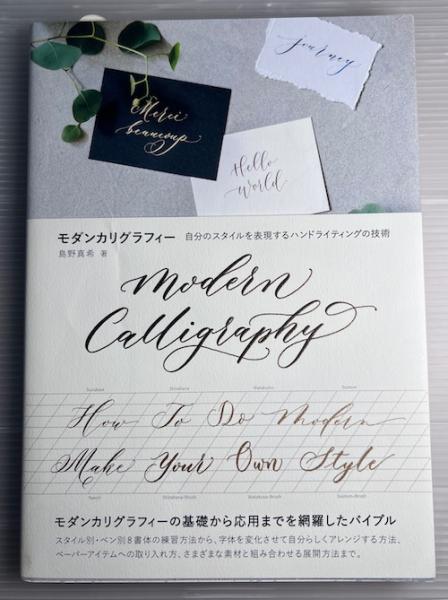 journey
Merci
beaucoup
Hello
World
モダンカリグラフィー 自分のスタイルを表現するハンドライティングの技術
島野真希 著
Modern
Calligraphy
How To Do Modern
Make Your Own Style
モダンカリグラフィーの基礎から応用までを網羅したバイブル
スタイル別・ペン別8書体の練習方法から、字体を変化させて自分らしくアレンジする方法、
ペーパーアイテムへの取り入れ方、さまざまな素材と組み合わせる展開方法まで。